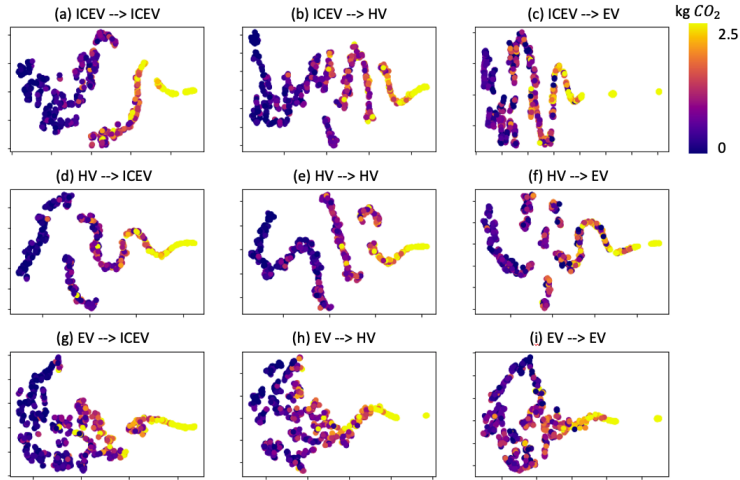 (a) ICEV --> ICEV
(b) ICEV --> HV
(c) ICEV --> EV
kg CO2
2.5
0
(d) HV --> ICEV
(e) HV --> HV
(f) HV --> EV
(g) EV --> ICEV
(h) EV --> HV
(i) EV --> EV